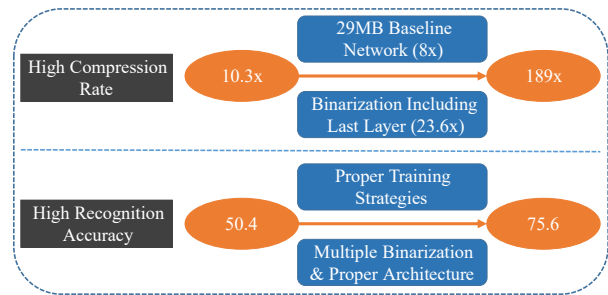 High Compression
Rate
10.3x
29MB Baseline
Network (8x)
Binarization Including
Last Layer (23.6x)
189x
High Recognition
Accuracy
50.4
Proper Training
Strategies
Multiple Binarization
& Proper Architecture
75.6